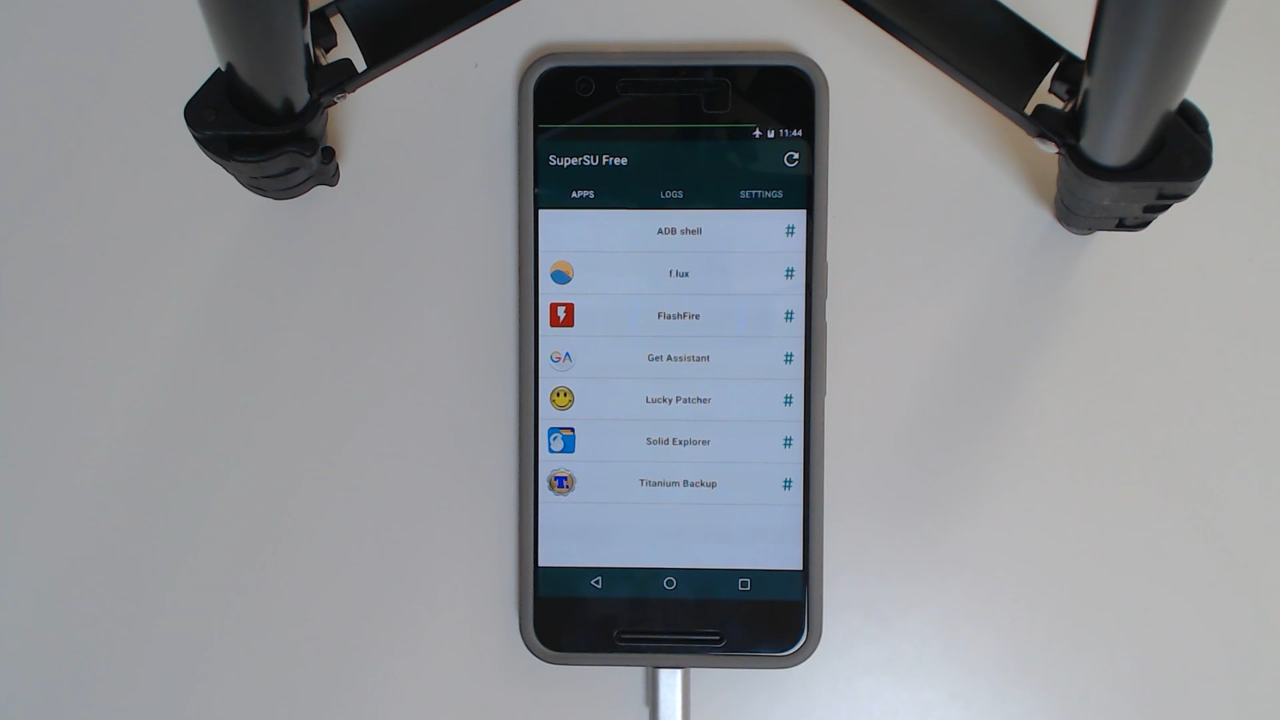 11:44
SuperSU Free
APPS LOGS SETTINGS
ADB shell #
f.lux #
FlashFire #
GA Get Assistant #
Lucky Patcher #
Solid Explorer #
T Titanium Backup #